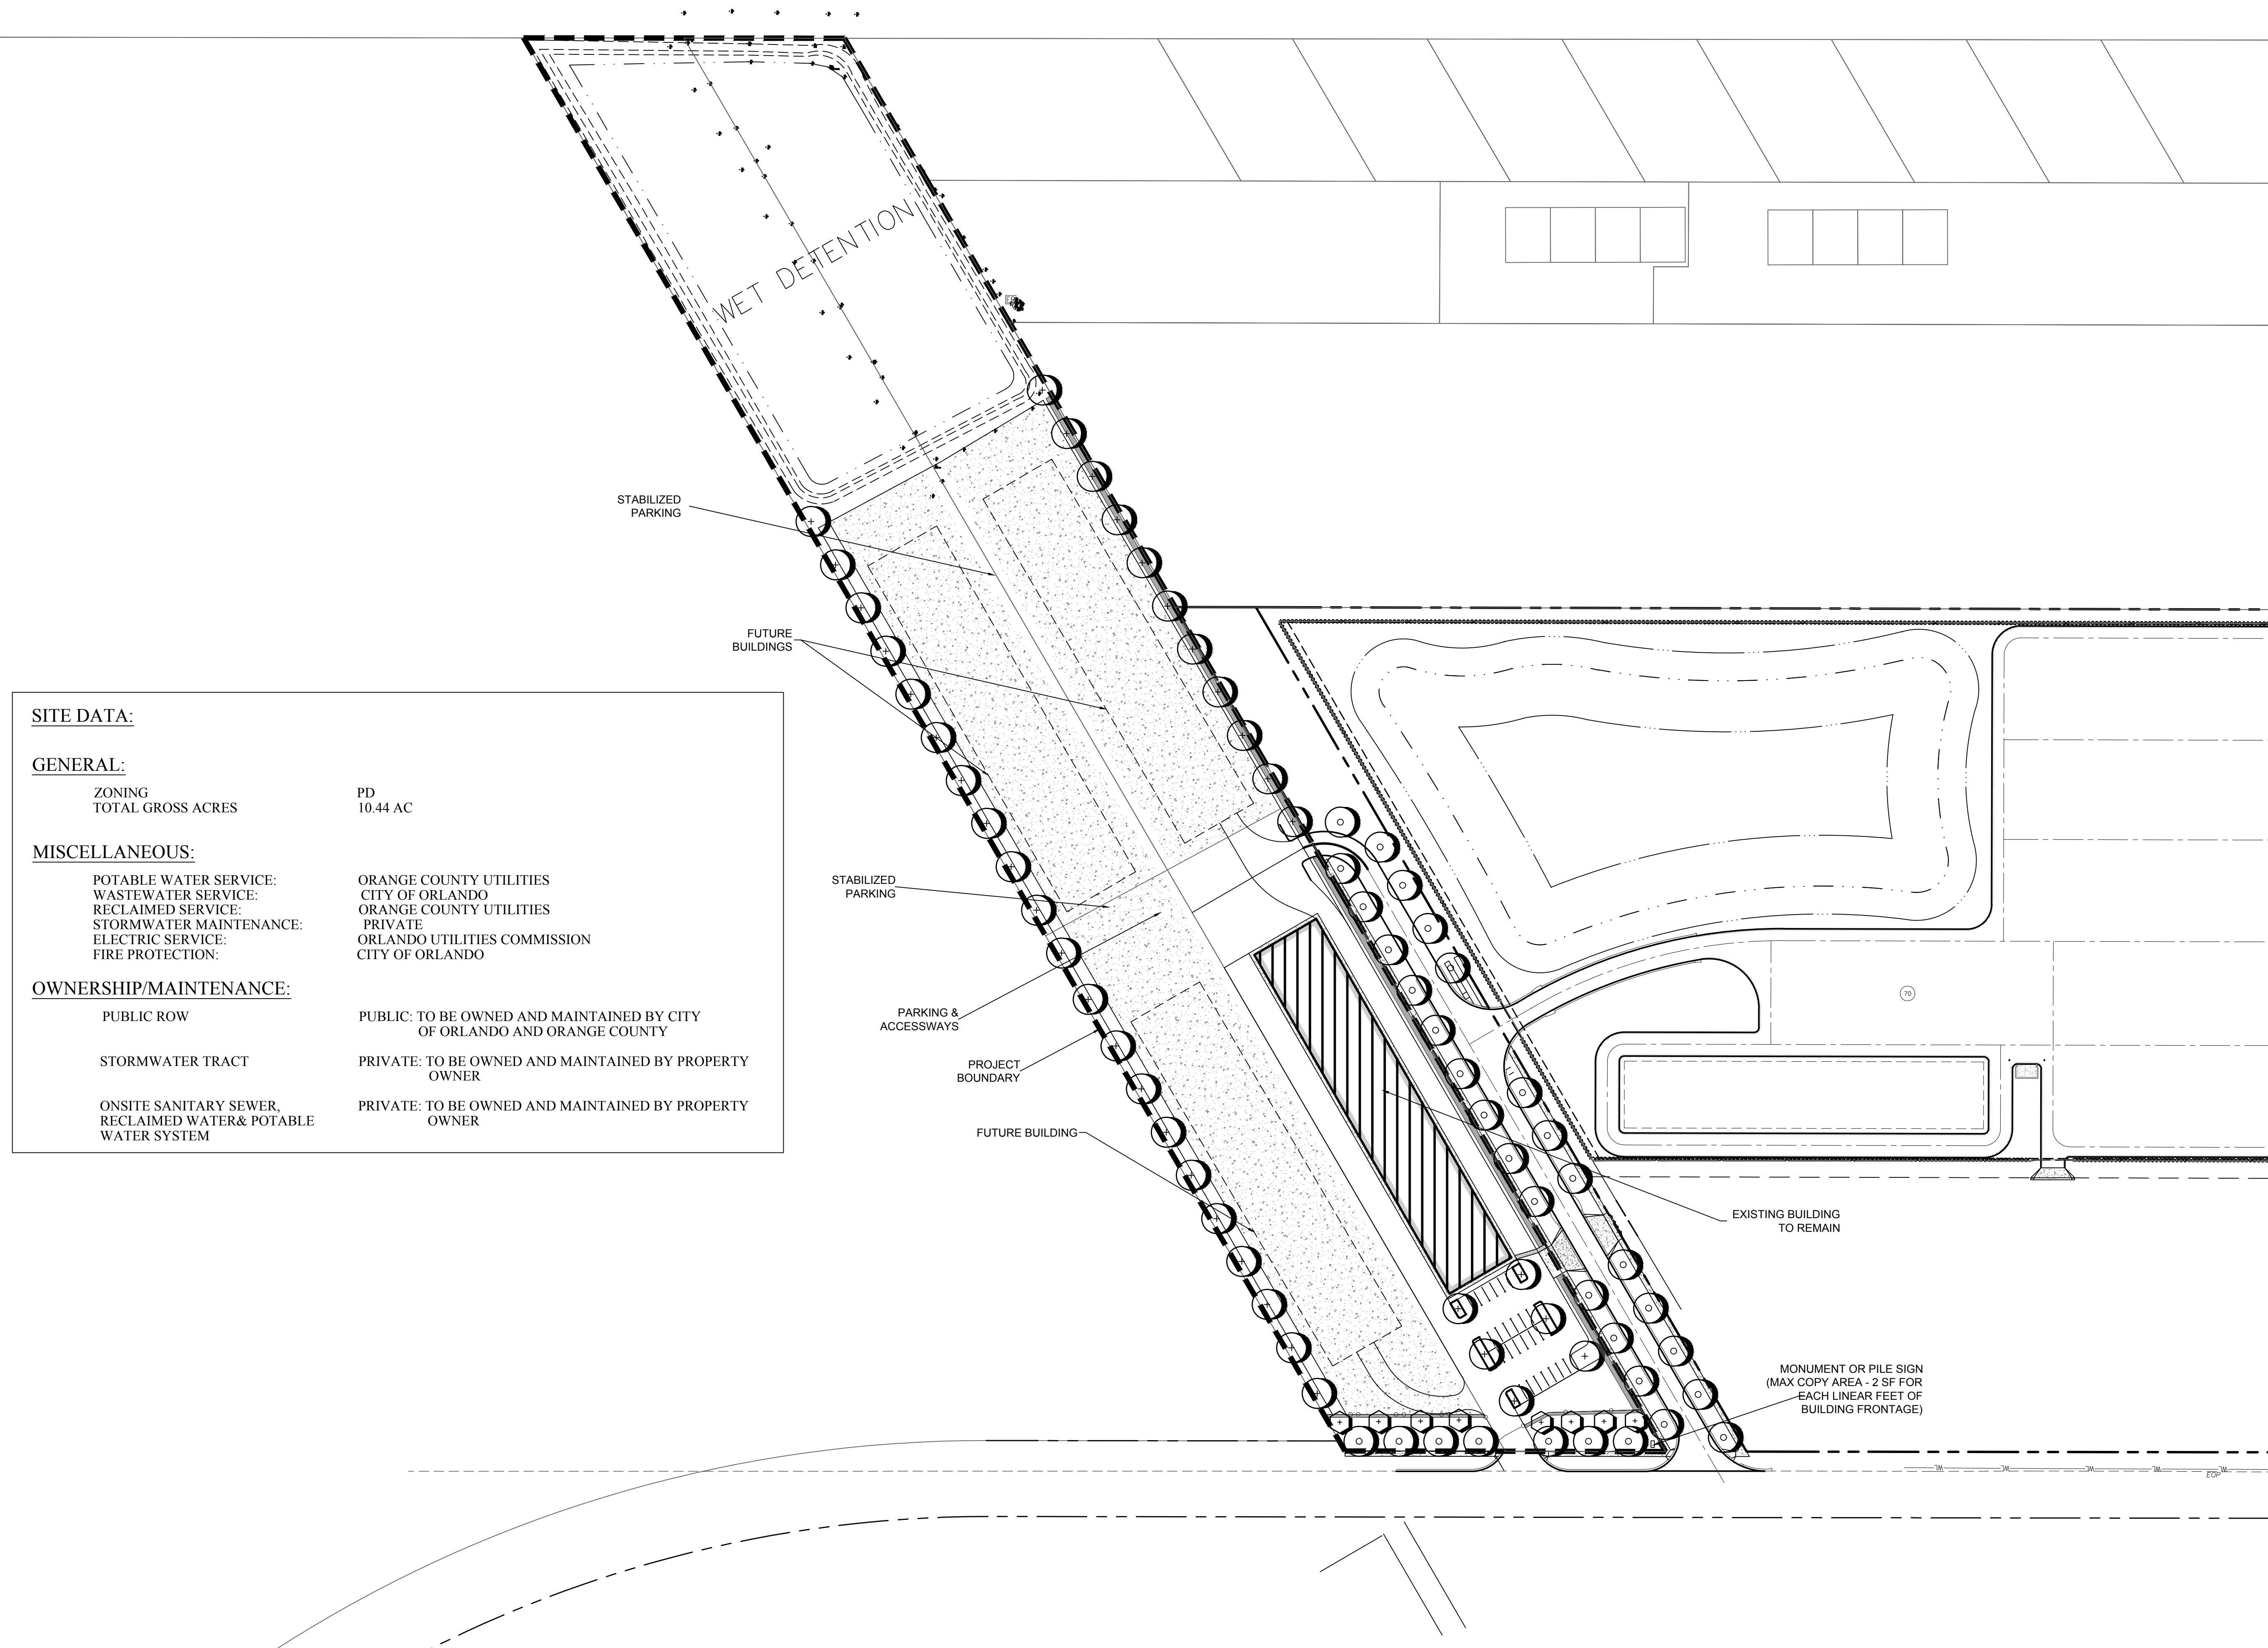 WET DETENTION
STABILIZED
PARKING
FUTURE
BUILDINGS
SITE DATA:
GENERAL:
ZONING PD
TOTAL GROSS ACRES 10.44 AC
MISCELLANEOUS:
POTABLE WATER SERVICE: ORANGE COUNTY UTILITIES
WASTEWATER SERVICE: CITY OF ORLANDO
RECLAIMED SERVICE: ORANGE COUNTY UTILITIES
STORMWATER MAINTENANCE: PRIVATE
ELECTRIC SERVICE: ORLANDO UTILITIES COMMISSION
FIRE PROTECTION: CITY OF ORLANDO
OWNERSHIP/MAINTENANCE:
PUBLIC ROW PUBLIC: TO BE OWNED AND MAINTAINED BY CITY
OF ORLANDO AND ORANGE COUNTY
STORMWATER TRACT PRIVATE: TO BE OWNED AND MAINTAINED BY PROPERTY
OWNER
ONSITE SANITARY SEWER, PRIVATE: TO BE OWNED AND MAINTAINED BY PROPERTY
RECLAIMED WATER& POTABLE OWNER
WATER SYSTEM
STABILIZED
PARKING
PARKING &
ACCESSWAYS
PROJECT
BOUNDARY
FUTURE BUILDING
70
EXISTING BUILDING
TO REMAIN
MONUMENT OR PILE SIGN
(MAX COPY AREA - 2 SF FOR
EACH LINEAR FEET OF
BUILDING FRONTAGE)
EOP